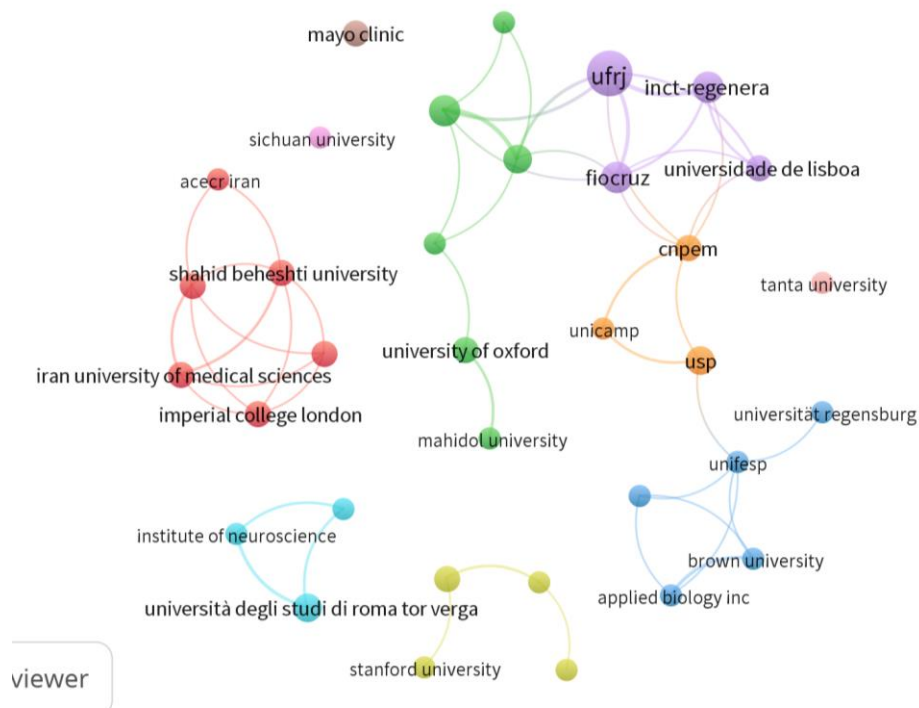 mayo clinic
ufrj
inct-regenera
sichuan university
universidade de lisboa
acecr iran
fiocruz
cnpem
shahid beheshti university
tanta university
unicamp
university of oxford
usp
iran university of medical sciences
imperial college london
universität regensburg
mahidol university
unifesp
institute of neuroscience
brown university
applied biology inc
università degli studi di roma tor verga
stanford university
viewer